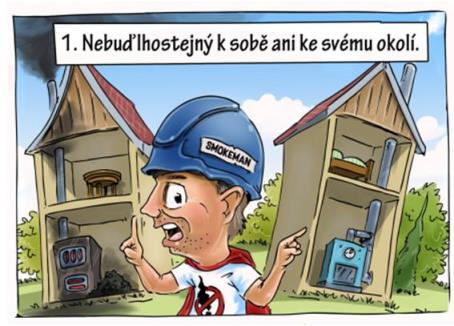 1. Nebuď lhostejný k sobě ani ke svému okolí.
SMOKEMAN